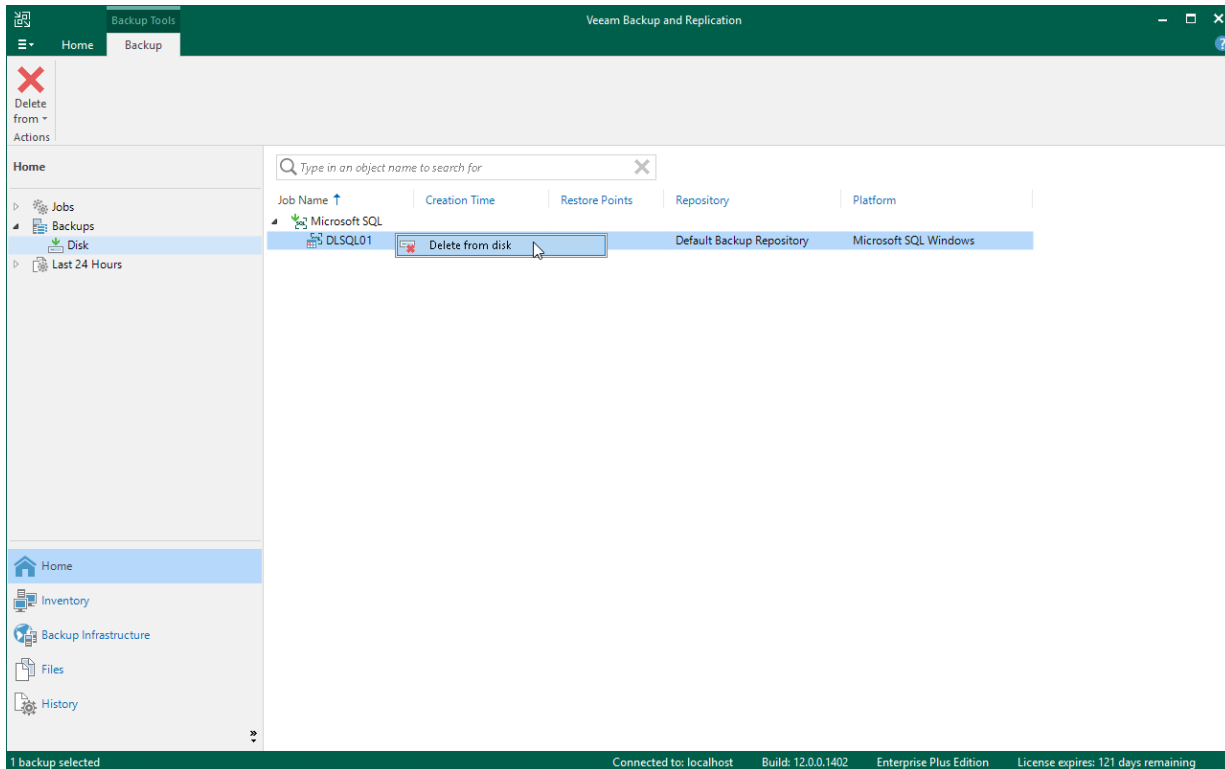 Backup Tools
Veeam Backup and Replication
Home Backup
Delete
from
Actions
Home
Type in an object name to search for
Jobs
Backups
Disk
Last 24 Hours
Job Name Creation Time Restore Points Repository Platform
Microsoft SQL
DLSQL01 Default Backup Repository Microsoft SQL Windows
Delete from disk
Home
Inventory
Backup Infrastructure
Files
History
1 backup selected Connected to: localhost Build: 12.0.0.1402 Enterprise Plus Edition License expires: 121 days remaining